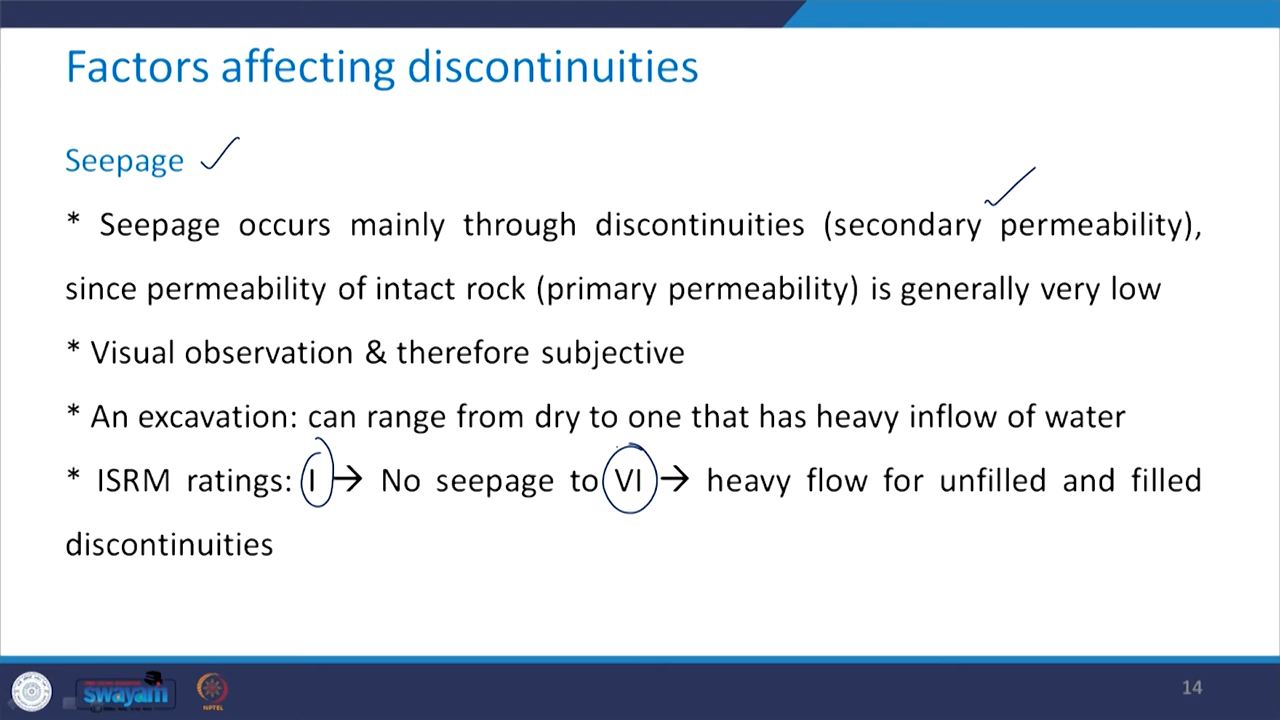 Factors affecting discontinuities
Seepage
* Seepage occurs mainly through discontinuities (secondary permeability),
since permeability of intact rock (primary permeability) is generally very low
* Visual observation & therefore subjective
* An excavation: can range from dry to one that has heavy inflow of water
* ISRM ratings: I → No seepage to VI → heavy flow for unfilled and filled
discontinuities
swayam
NPTEL
14